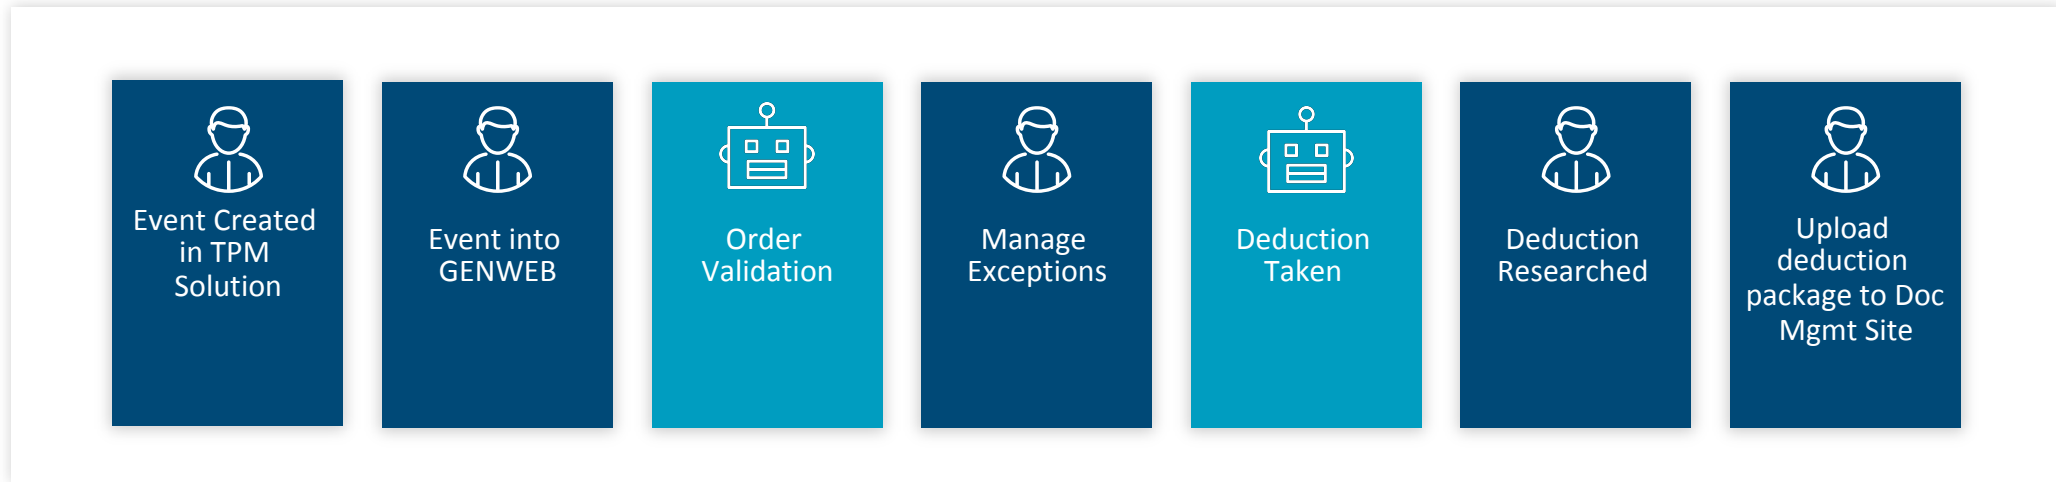 Event Created
in TPM
Solution
Event into
GENWEB
Order
Validation
Manage
Exceptions
Deduction
Taken
Deduction
Researched
Upload
deduction
package to Doc
Mgmt Site